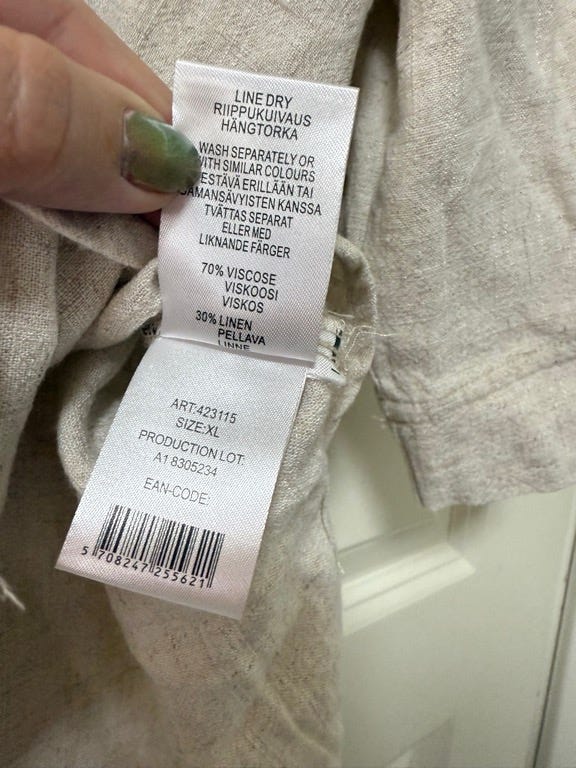 LINE DRY
RIIPPUKUIVAUS
HÄNGTORKA
WASH SEPARATELY OR
WITH SIMILAR COLOURS
ERILLÄÄN TAI
KANSSA
TVÄTTAS SEPARAT
ELLER MED
LIKNANDE FÄRGER
70% VISCOSE
VISKOOSI
VISKOS
30% LINEN
PELLAVA
LINNE
ART:423115
SIZE:XL
PRODUCTION LOT:
A1 8305234
EAN-CODE:
5 708247 255621